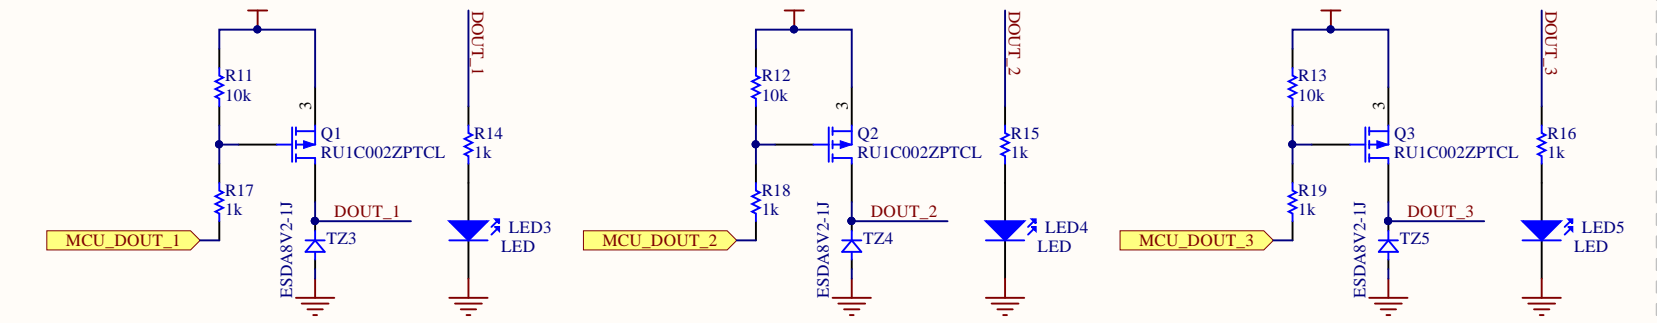 R11
10k
3
Q1
RU1C002ZPTCL
R17
1k
MCU_DOUT_1
DOUT_1
ESDA8V2-1J
TZ3
DOUT_1
R14
1k
LED3
LED
R12
10k
3
Q2
RU1C002ZPTCL
R18
1k
MCU_DOUT_2
DOUT_2
ESDA8V2-1J
TZ4
DOUT_2
R15
1k
LED4
LED
R13
10k
3
Q3
RU1C002ZPTCL
R19
1k
MCU_DOUT_3
DOUT_3
ESDA8V2-1J
TZ5
DOUT_3
R16
1k
LED5
LED